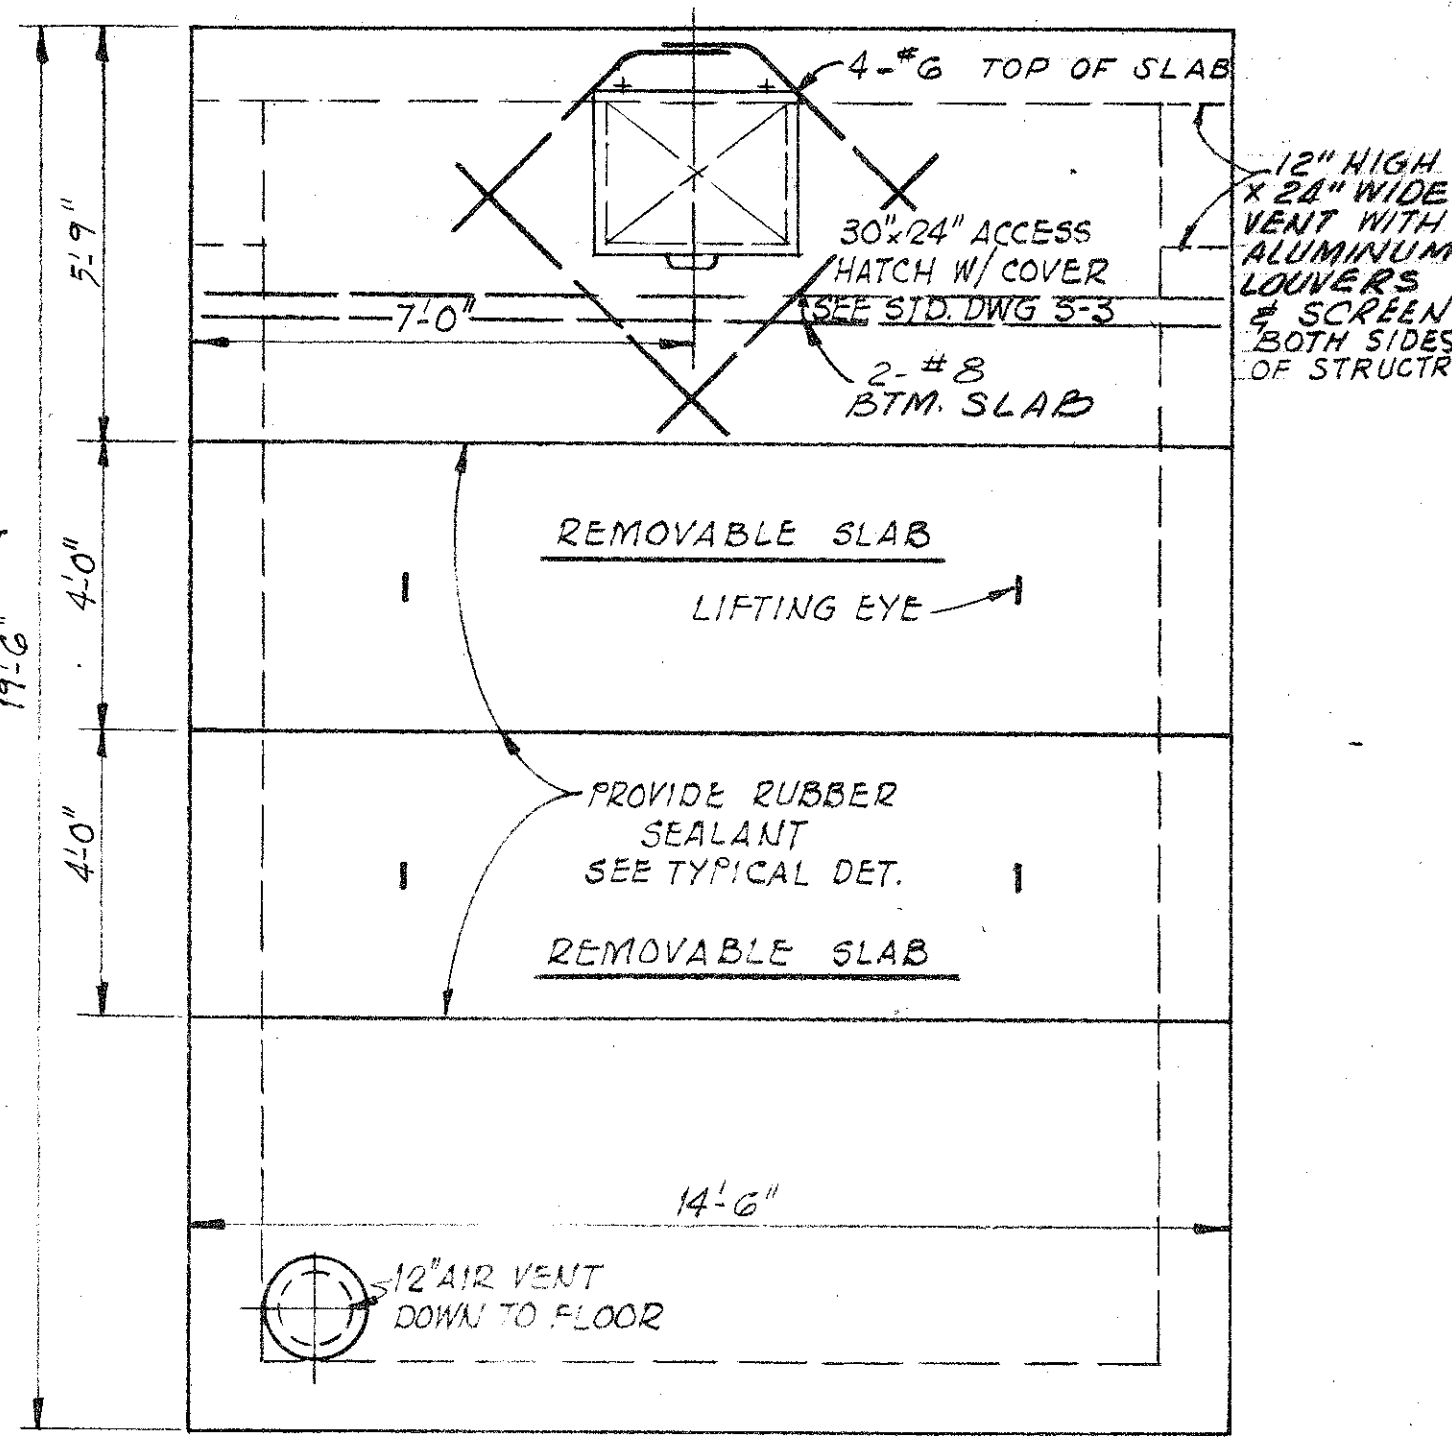 4-#6 TOP OF SLAB
12" HIGH
x 24" WIDE
VENT WITH
ALUMINUM
LOUVERS
& SCREEN
BOTH SIDES
OF STRUCTR
5'-9"
30"x24" ACCESS
HATCH W/ COVER
SEE STD. DWG S-3
7'-0"
2-#8
BTM. SLAB
REMOVABLE SLAB
4'-0"
LIFTING EYE
19'-6"
PROVIDE RUBBER
SEALANT
SEE TYPICAL DET.
4'-0"
REMOVABLE SLAB
14'-6"
12" AIR VENT
DOWN TO FLOOR